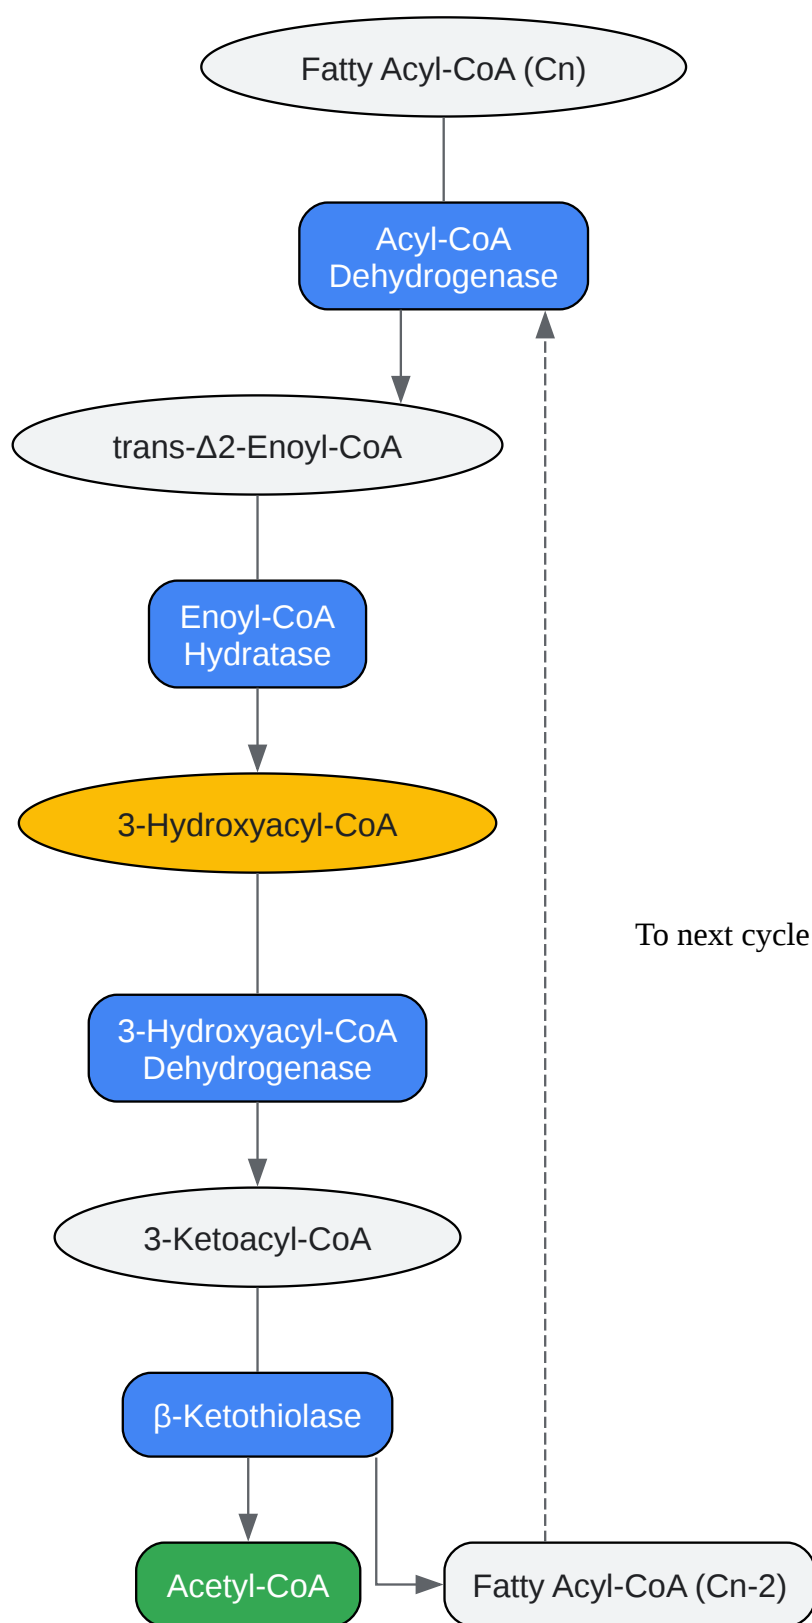 Fatty Acyl-CoA (Cn)
Acyl-CoA
Dehydrogenase
trans-Δ2-Enoyl-CoA
Enoyl-CoA
Hydratase
3-Hydroxyacyl-CoA
To next cycle
3-Hydroxyacyl-CoA
Dehydrogenase
3-Ketoacyl-CoA
β-Ketothiolase
Acetyl-CoA
Fatty Acyl-CoA (Cn-2)